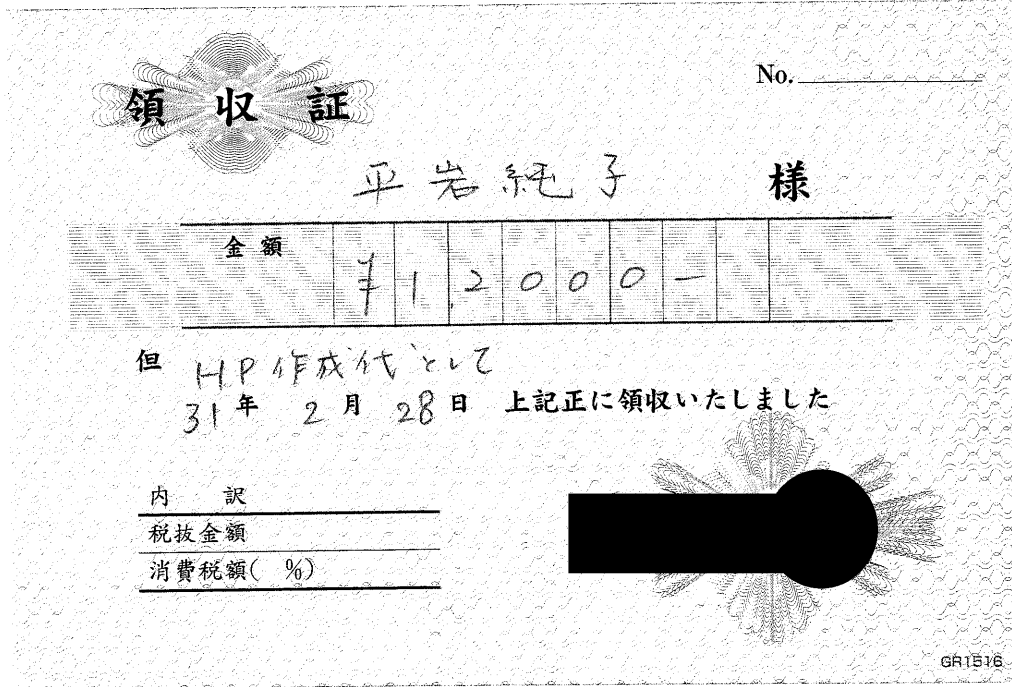 No.
領収証
平岩純子 様
金額 ¥12,000-
但 HP作成代として
31年 2月 28日 上記正に領収いたしました
内訳
税抜金額
消費税額( %)
GR1516